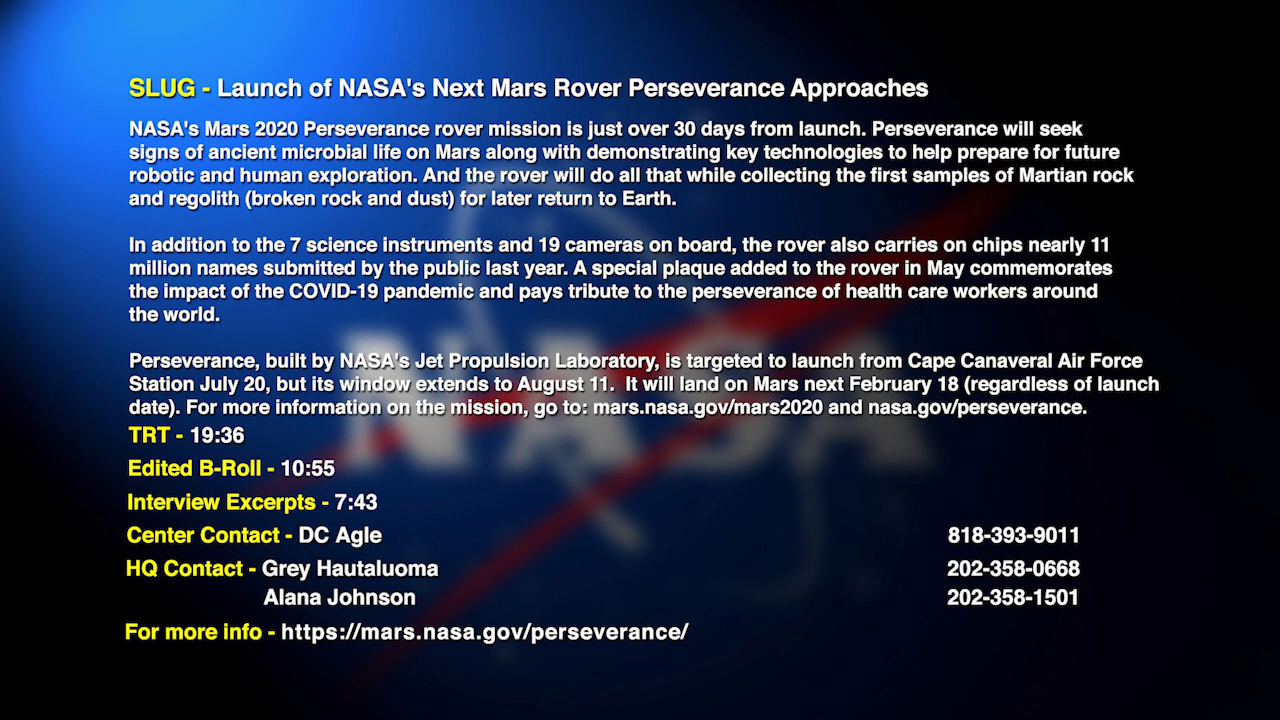 SLUG - Launch of NASA's Next Mars Rover Perseverance Approaches
NASA's Mars 2020 Perseverance rover mission is just over 30 days from launch. Perseverance will seek
signs of ancient microbial life on Mars along with demonstrating key technologies to help prepare for future
robotic and human exploration. And the rover will do all that while collecting the first samples of Martian rock
and regolith (broken rock and dust) for later return to Earth.
In addition to the 7 science instruments and 19 cameras on board, the rover also carries on chips nearly 11
million names submitted by the public last year. A special plaque added to the rover in May commemorates
the impact of the COVID-19 pandemic and pays tribute to the perseverance of health care workers around
the world.
Perseverance, built by NASA's Jet Propulsion Laboratory, is targeted to launch from Cape Canaveral Air Force
Station July 20, but its window extends to August 11.  It will land on Mars next February 18 (regardless of launch
date). For more information on the mission, go to: mars.nasa.gov/mars2020 and nasa.gov/perseverance.
TRT - 19:36
Edited B-Roll - 10:55
Interview Excerpts - 7:43
Center Contact - DC Agle 818-393-9011
HQ Contact - Grey Hautaluoma 202-358-0668
Alana Johnson 202-358-1501
For more info - https://mars.nasa.gov/perseverance/
NASA